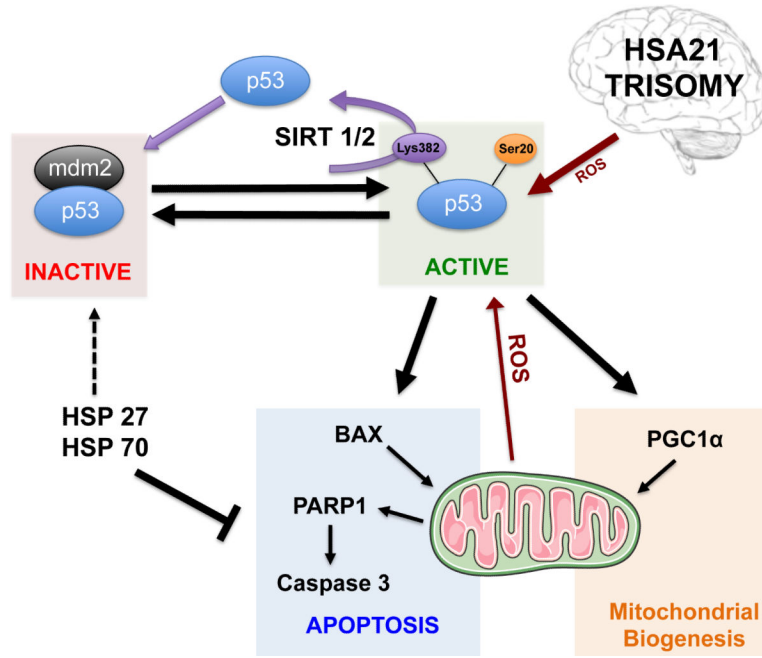 HSA21
TRISOMY
p53
SIRT 1/2
Lys382
Ser20
ROS
mdm2
p53
p53
INACTIVE
ACTIVE
ROS
HSP 27
HSP 70
BAX
PGC1α
PARP1
Caspase 3
APOPTOSIS
Mitochondrial
Biogenesis